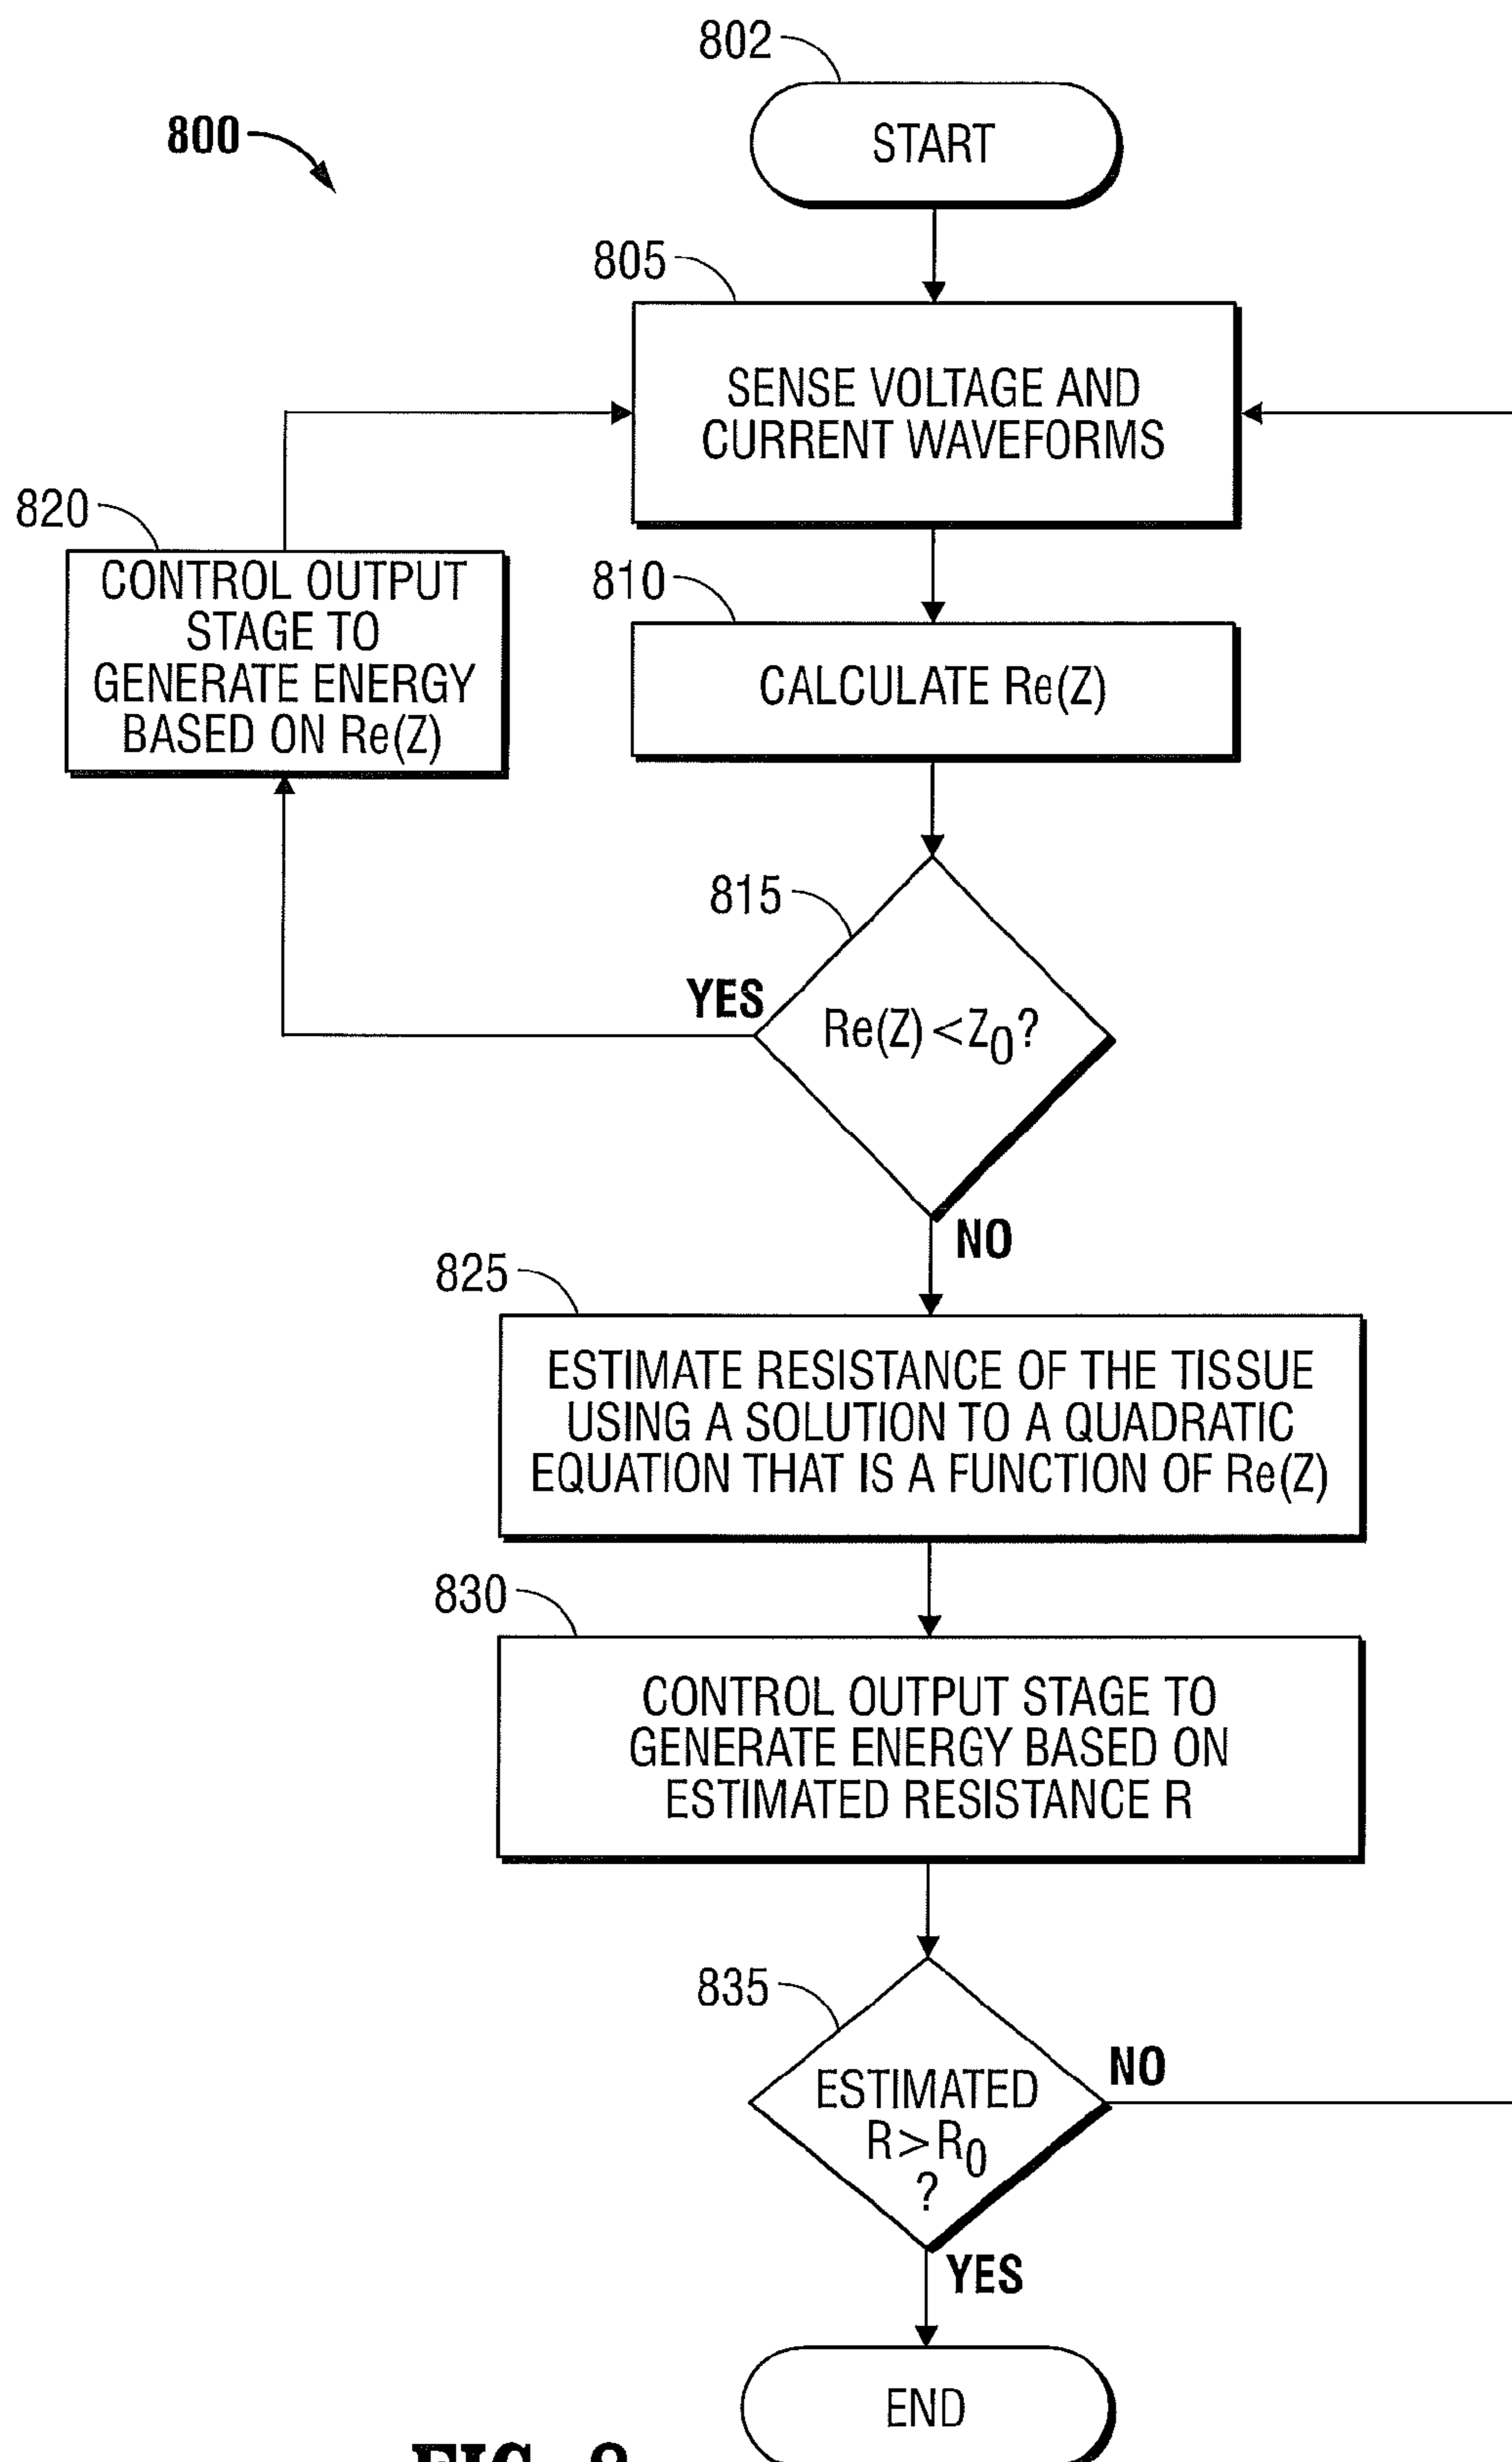 802
800
START
805
SENSE VOLTAGE AND
CURRENT WAVEFORMS
820
CONTROL OUTPUT
STAGE TO
GENERATE ENERGY
BASED ON Re(Z)
810
CALCULATE Re(Z)
815
YES
Re(Z)<Z0?
NO
825
ESTIMATE RESISTANCE OF THE TISSUE
USING A SOLUTION TO A QUADRATIC
EQUATION THAT IS A FUNCTION OF Re(Z)
830
CONTROL OUTPUT STAGE TO
GENERATE ENERGY BASED ON
ESTIMATED RESISTANCE R
835
NO
ESTIMATED
R>R0
?
YES
END
FIG. 8